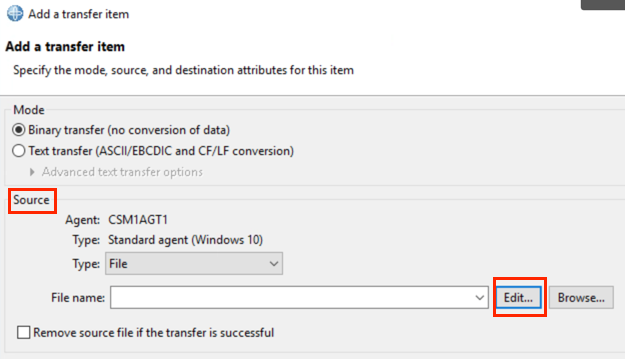 Add a transfer item
Add a transfer item
Specify the mode, source, and destination attributes for this item
Mode
Binary transfer (no conversion of data)
Text transfer (ASCII/EBCDIC and CF/LF conversion)
Advanced text transfer options
Source
Agent: CSM1AGT1
Type: Standard agent (Windows 10)
Type: File
File name: Edit... Browse...
Remove source file if the transfer is successful